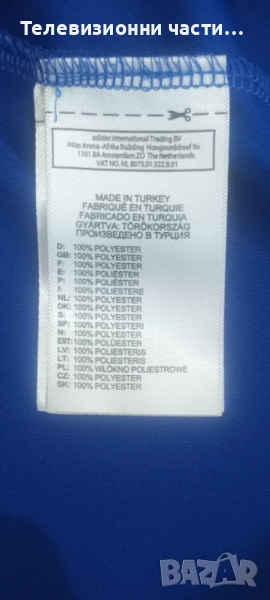 Телевизионни части...
adidas International Trading BV
Atlas Arena-Afrika Building Hoogoorddreef 9a
1101 BA Amsterdam ZO The Netherlands
VAT NO. NL 8073.01.322.B.01
MADE IN TURKEY
FABRIQUÉ EN TURQUIE
FABRICADO EN TURQUIA
GYÁRTVA: TÖRÖKORSZÁG
ПРОИЗВЕДЕНО В ТУРЦИЯ
D: 100% POLYESTER
GB: 100% POLYESTER
F: 100% POLYESTER
E: 100% POLIÉSTER
P: 100% POLIÉSTER
I: 100% POLIESTERE
NL: 100% POLYESTER
DK: 100% POLYESTER
S: 100% POLYESTER
SF: 100% POLYESTERI
N: 100% POLYESTER
EST: 100% POLÜESTER
LV: 100% POLIESTERIS
LT: 100% POLIESTERIS
PL: 100% WŁÓKNO POLIESTROWE
CZ: 100% POLYESTER
SK: 100% POLYESTER
BAZAR